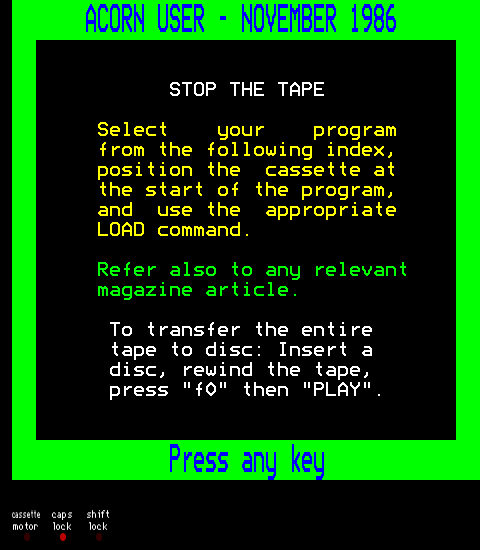 ACORN USER - NOVEMBER 1986
STOP THE TAPE
Select    your    program
from the following index,
position the  cassette at
the start of the program,
and  use the  appropriate
LOAD command.
Refer also to any relevant
magazine article.
To transfer the entire
tape to disc: Insert a
disc, rewind the tape,
press "f0" then "PLAY".
Press any key
cassette caps shift
motor lock lock